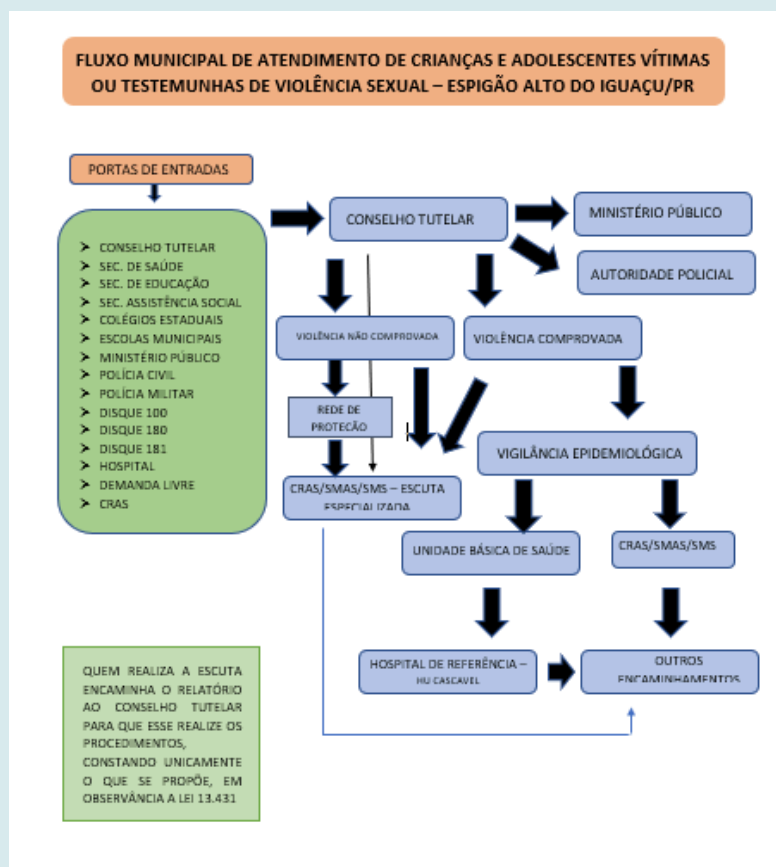 FLUXO MUNICIPAL DE ATENDIMENTO DE CRIANÇAS E ADOLESCENTES VÍTIMAS
OU TESTEMUNHAS DE VIOLÊNCIA SEXUAL – ESPIGÃO ALTO DO IGUAÇU/PR
PORTAS DE ENTRADAS
CONSELHO TUTELAR
SEC. DE SAÚDE
SEC. DE EDUCAÇÃO
SEC. ASSISTÊNCIA SOCIAL
COLÉGIOS ESTADUAIS
ESCOLAS MUNICIPAIS
MINISTÉRIO PÚBLICO
POLÍCIA CIVIL
POLÍCIA MILITAR
DISQUE 100
DISQUE 180
DISQUE 181
HOSPITAL
DEMANDA LIVRE
CRAS
CONSELHO TUTELAR
MINISTÉRIO PÚBLICO
AUTORIDADE POLICIAL
VIOLÊNCIA NÃO COMPROVADA
VIOLÊNCIA COMPROVADA
REDE DE
PROTECÃO
VIGILÂNCIA EPIDEMIOLÓGICA
CRAS/SMAS/SMS – ESCUTA
ESPECIALIZADA
UNIDADE BÁSICA DE SAÚDE
CRAS/SMAS/SMS
HOSPITAL DE REFERÊNCIA –
HU CASCAVEL
OUTROS
ENCAMINHAMENTOS
QUEM REALIZA A ESCUTA
ENCAMINHA O RELATÓRIO
AO CONSELHO TUTELAR
PARA QUE ESSE REALIZE OS
PROCEDIMENTOS,
CONSTANDO UNICAMENTE
O QUE SE PROPÕE, EM
OBSERVÂNCIA A LEI 13.431